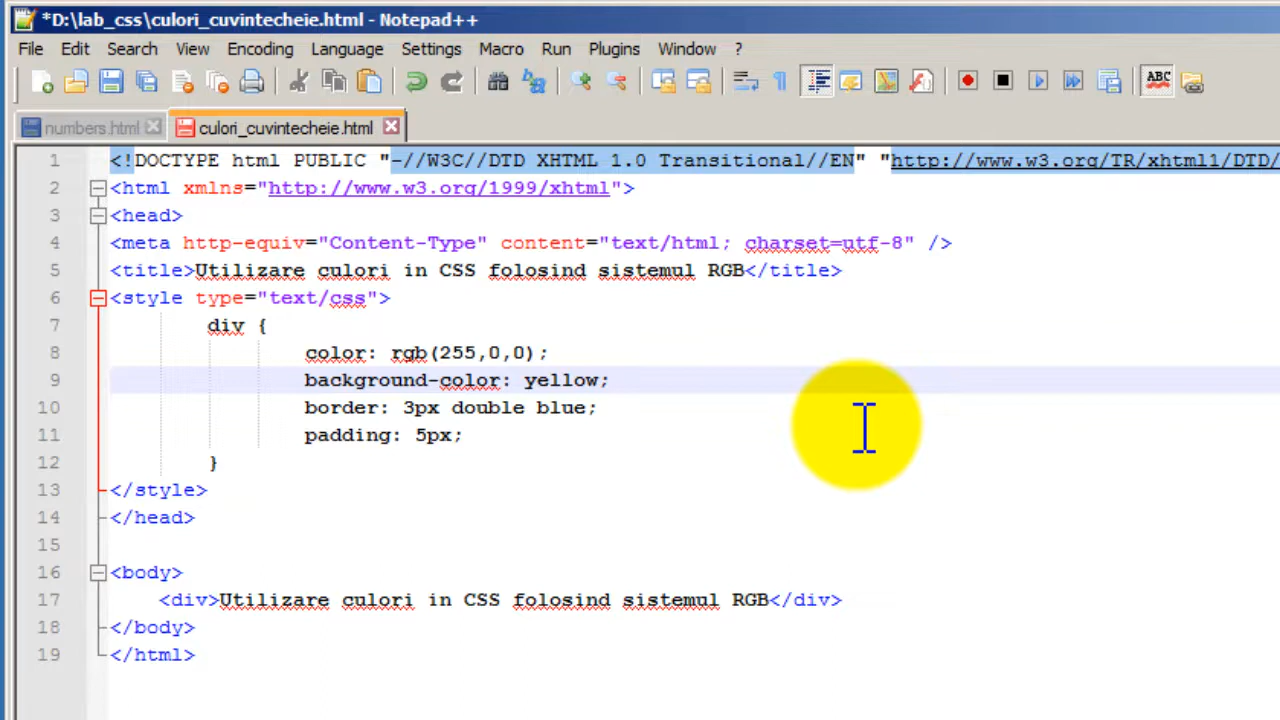 *D:\lab_css\culori_cuvintecheie.html - Notepad++
File Edit Search View Encoding Language Settings Macro Run Plugins Window ?
ABC
numbers.html culori_cuvintecheie.html
1 <!DOCTYPE html PUBLIC "-//W3C//DTD XHTML 1.0 Transitional//EN" "http://www.w3.org/TR/xhtml1/DTD/
2 <html xmlns="http://www.w3.org/1999/xhtml">
3 <head>
4 <meta http-equiv="Content-Type" content="text/html; charset=utf-8" />
5 <title>Utilizare culori in CSS folosind sistemul RGB</title>
6 <style type="text/css">
7 div {
8 color: rgb(255,0,0);
9 background-color: yellow;
10 border: 3px double blue;
11 padding: 5px;
12 }
13 </style>
14 </head>
15
16 <body>
17 <div>Utilizare culori in CSS folosind sistemul RGB</div>
18 </body>
19 </html>